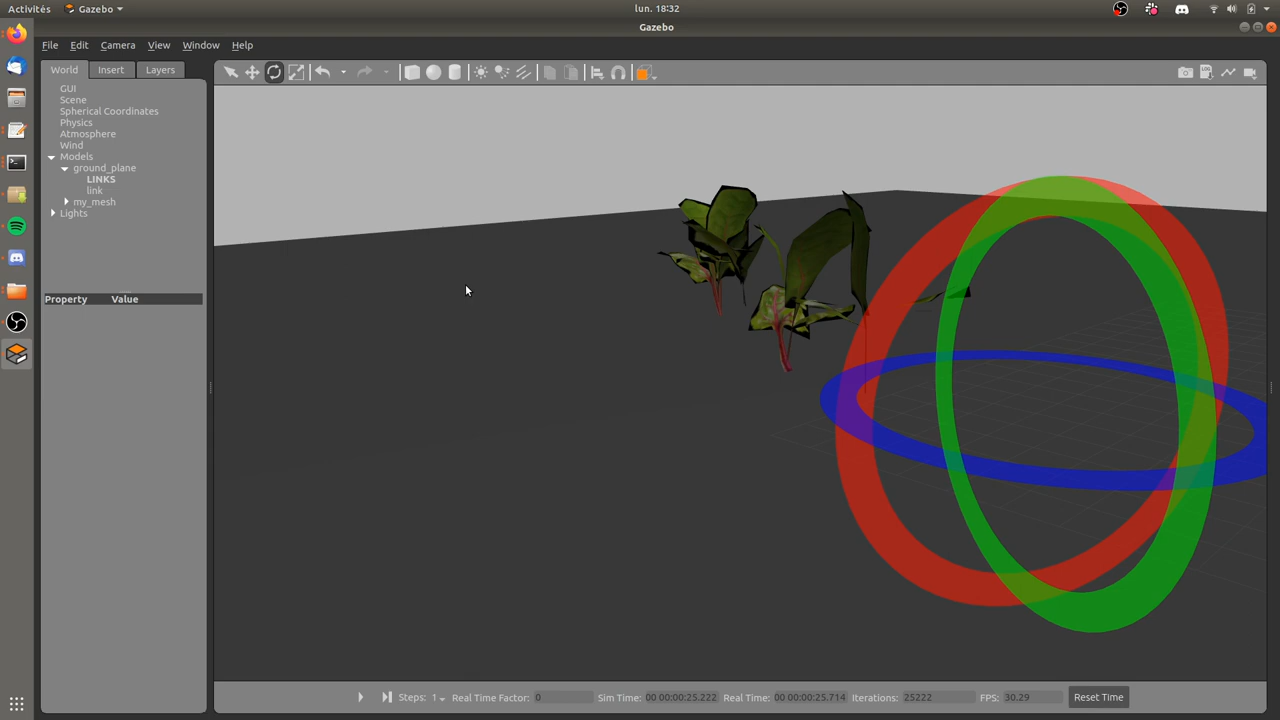 Activités Gazebo lun. 18:32
Gazebo
File Edit Camera View Window Help
World Insert Layers
GUI
Scene
Spherical Coordinates
Physics
Atmosphere
Wind
Models
ground_plane
LINKS
link
my_mesh
Lights
Property Value
Steps: 1 Real Time Factor: 0 Sim Time: 00 00:00:25.222 Real Time: 00 00:00:25.714 Iterations: 25222 FPS: 30.29 Reset Time